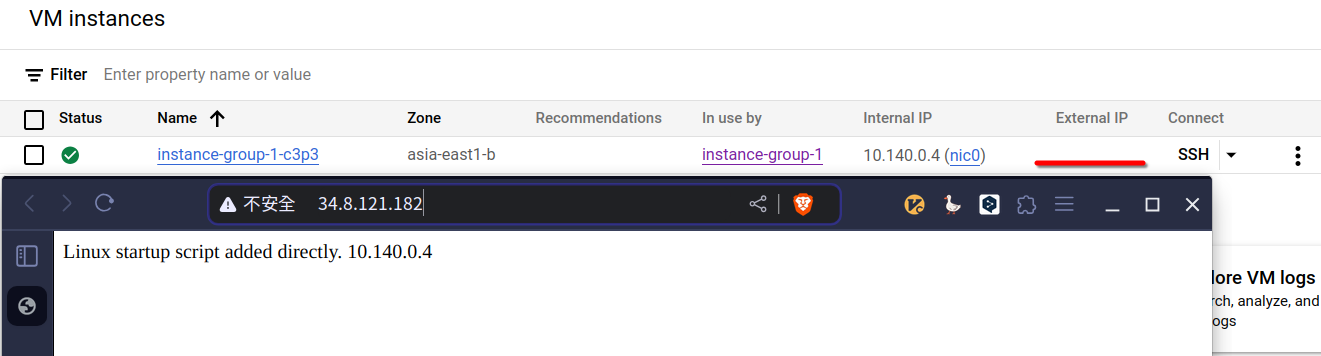 VM instances
Filter Enter property name or value
Status Name Zone Recommendations In use by Internal IP External IP Connect
instance-group-1-c3p3 asia-east1-b instance-group-1 10.140.0.4 (nic0) SSH
不安全 34.8.121.182
Linux startup script added directly. 10.140.0.4
lore VM logs
rch, analyze, and
ogs